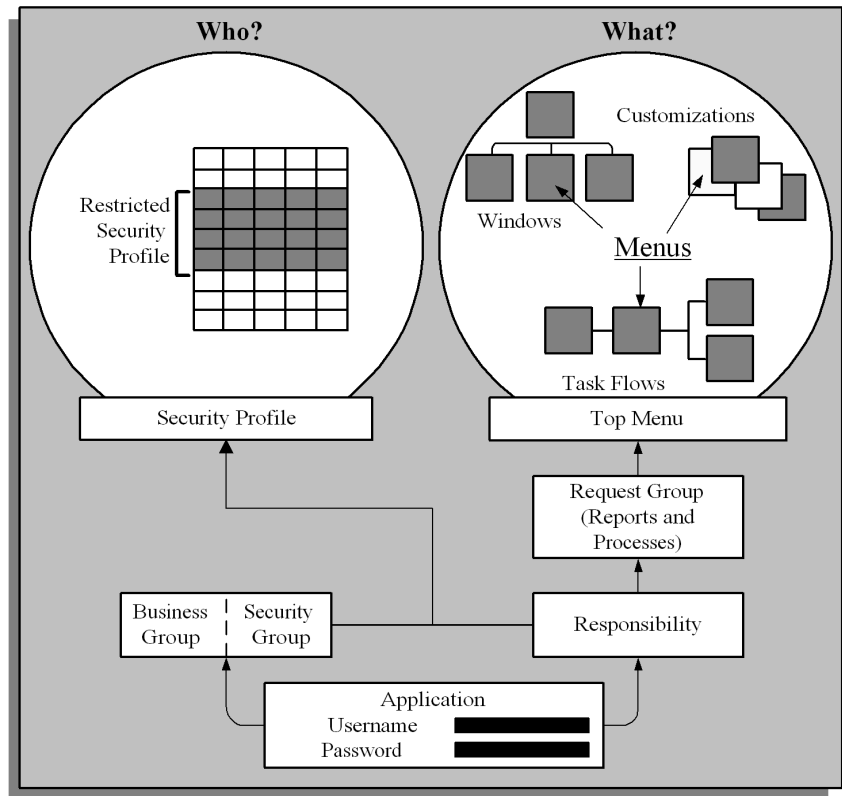 Who?
What?
Restricted
Security
Profile
Customizations
Windows
Menus
Task Flows
Security Profile
Top Menu
Request Group
(Reports and
Processes)
Business
Group
Security
Group
Responsibility
Application
Username
Password